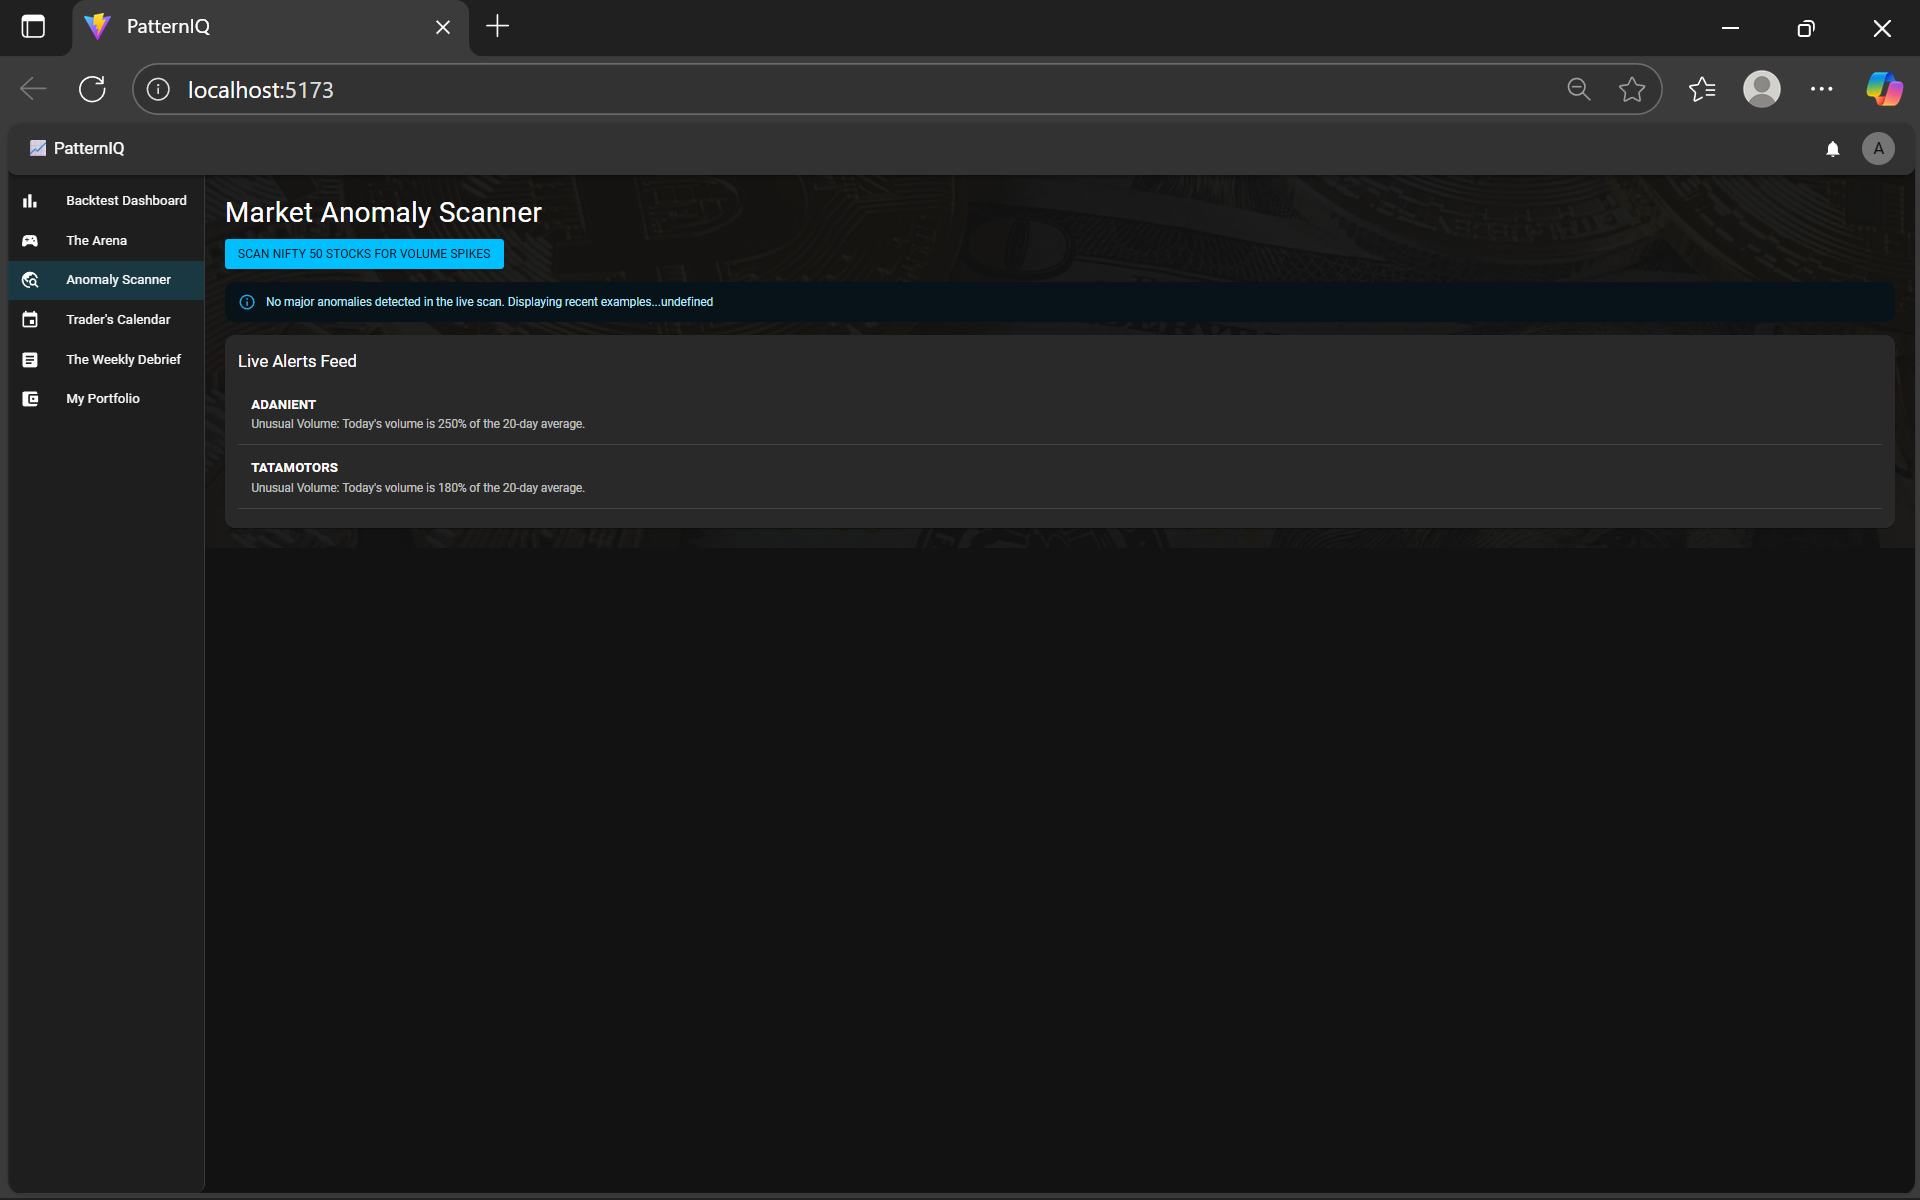 PatternIQ
localhost:5173
PatternIQ
A
Backtest Dashboard
The Arena
Anomaly Scanner
Trader's Calendar
The Weekly Debrief
My Portfolio
Market Anomaly Scanner
SCAN NIFTY 50 STOCKS FOR VOLUME SPIKES
No major anomalies detected in the live scan. Displaying recent examples...undefined
Live Alerts Feed
ADANIENT
Unusual Volume: Today's volume is 250% of the 20-day average.
TATAMOTORS
Unusual Volume: Today's volume is 180% of the 20-day average.